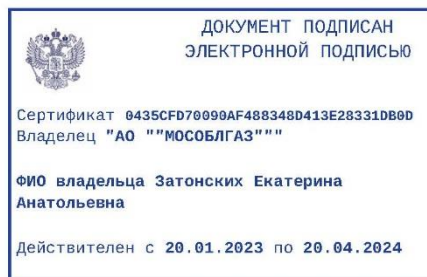 ДОКУМЕНТ ПОДПИСАН
ЭЛЕКТРОННОЙ ПОДПИСЬЮ
Сертификат 0435CFD70090AF488348D413E28331DB0D
Владелец "АО ""МОСОБЛГАЗ"""
ФИО владельца Затонских Екатерина
Анатольевна
Действителен с 20.01.2023 по 20.04.2024